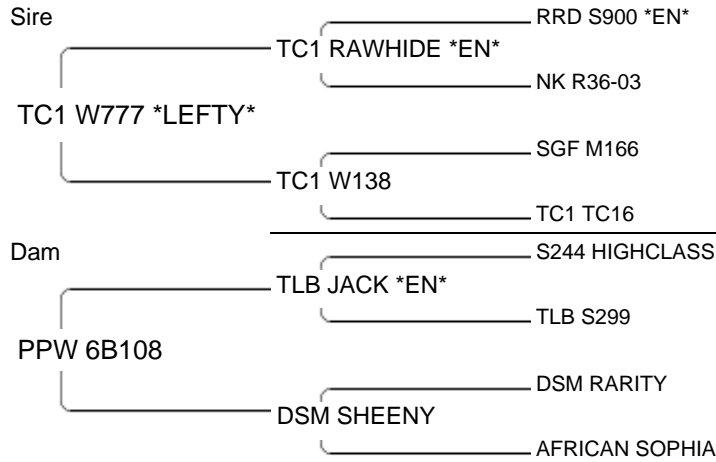 Sire
RRD S900 *EN*
TC1 RAWHIDE *EN*
NK R36-03
TC1 W777 *LEFTY*
SGF M166
TC1 W138
TC1 TC16
Dam
S244 HIGHCLASS
TLB JACK *EN*
TLB S299
PPW 6B108
DSM RARITY
DSM SHEENY
AFRICAN SOPHIA